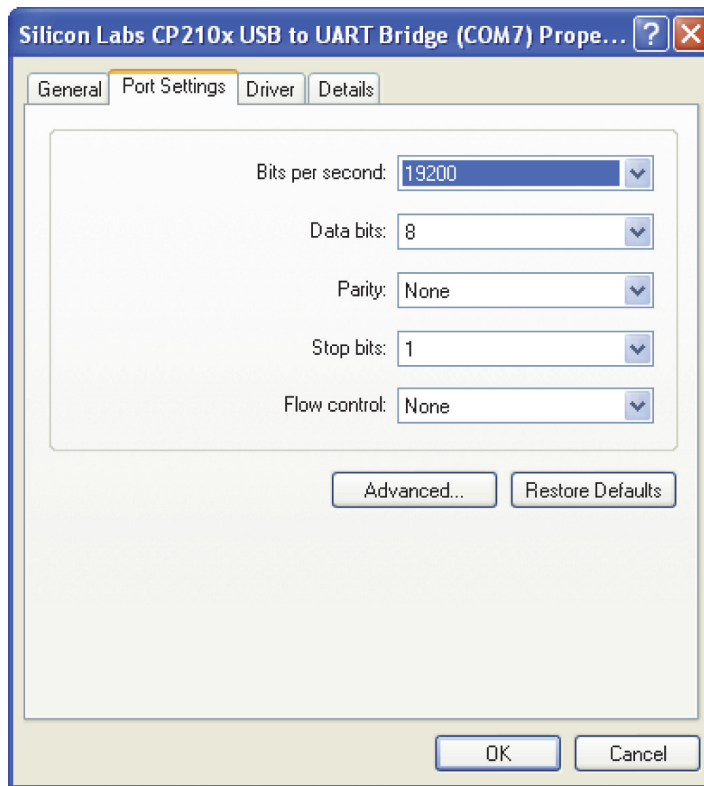 Silicon Labs CP210x USB to UART Bridge (COM7) Prope... ?
General Port Settings Driver Details
Bits per second: 19200
Data bits: 8
Parity: None
Stop bits: 1
Flow control: None
Advanced... Restore Defaults
OK Cancel